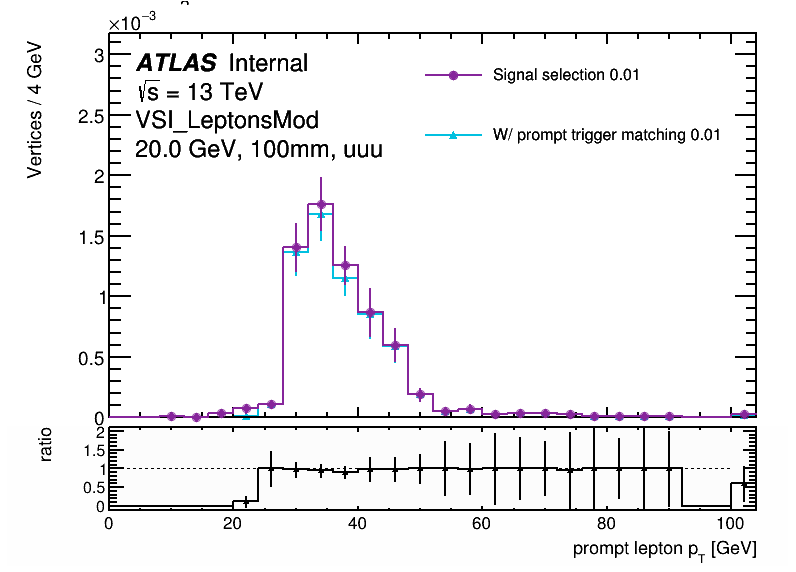 ×10⁻³
Vertices / 4 GeV
3
2.5
2
1.5
1
0.5
0
ATLAS Internal
√s = 13 TeV
VSI_LeptonsMod
20.0 GeV, 100mm, uuu
Signal selection 0.01
W/ prompt trigger matching 0.01
ratio
2
1.5
1
0.5
0
0 20 40 60 80 100
prompt lepton p_T [GeV]